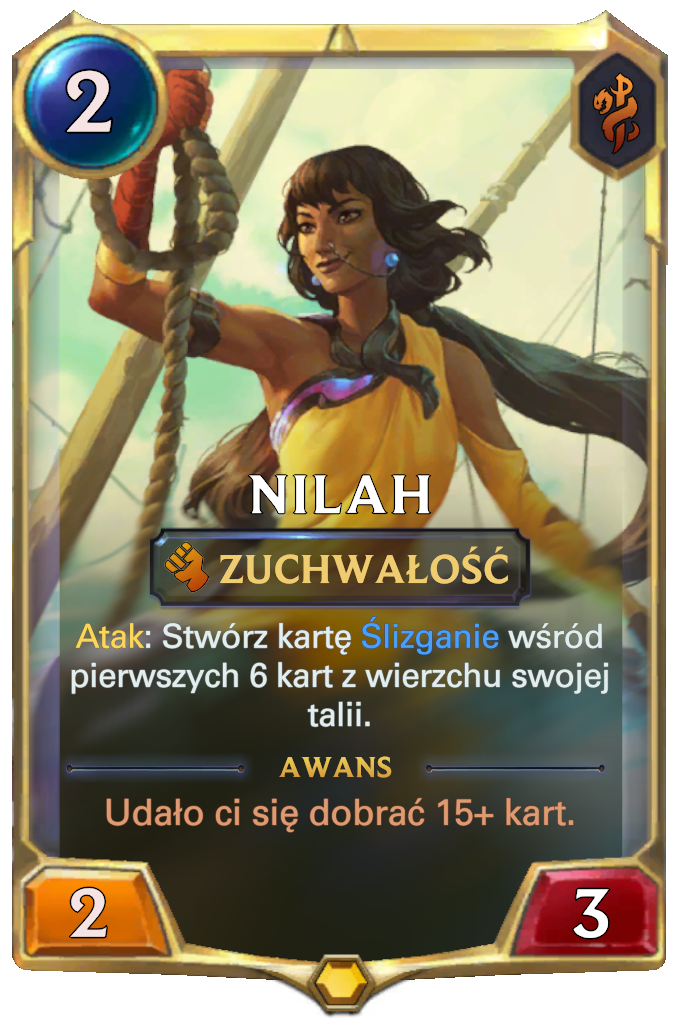 2
NILAH
ZUCHWAŁOŚĆ
Atak: Stwórz kartę Ślizganie wśród
pierwszych 6 kart z wierzchu swojej
talii.
AWANS
Udało ci się dobrać 15+ kart.
2
3